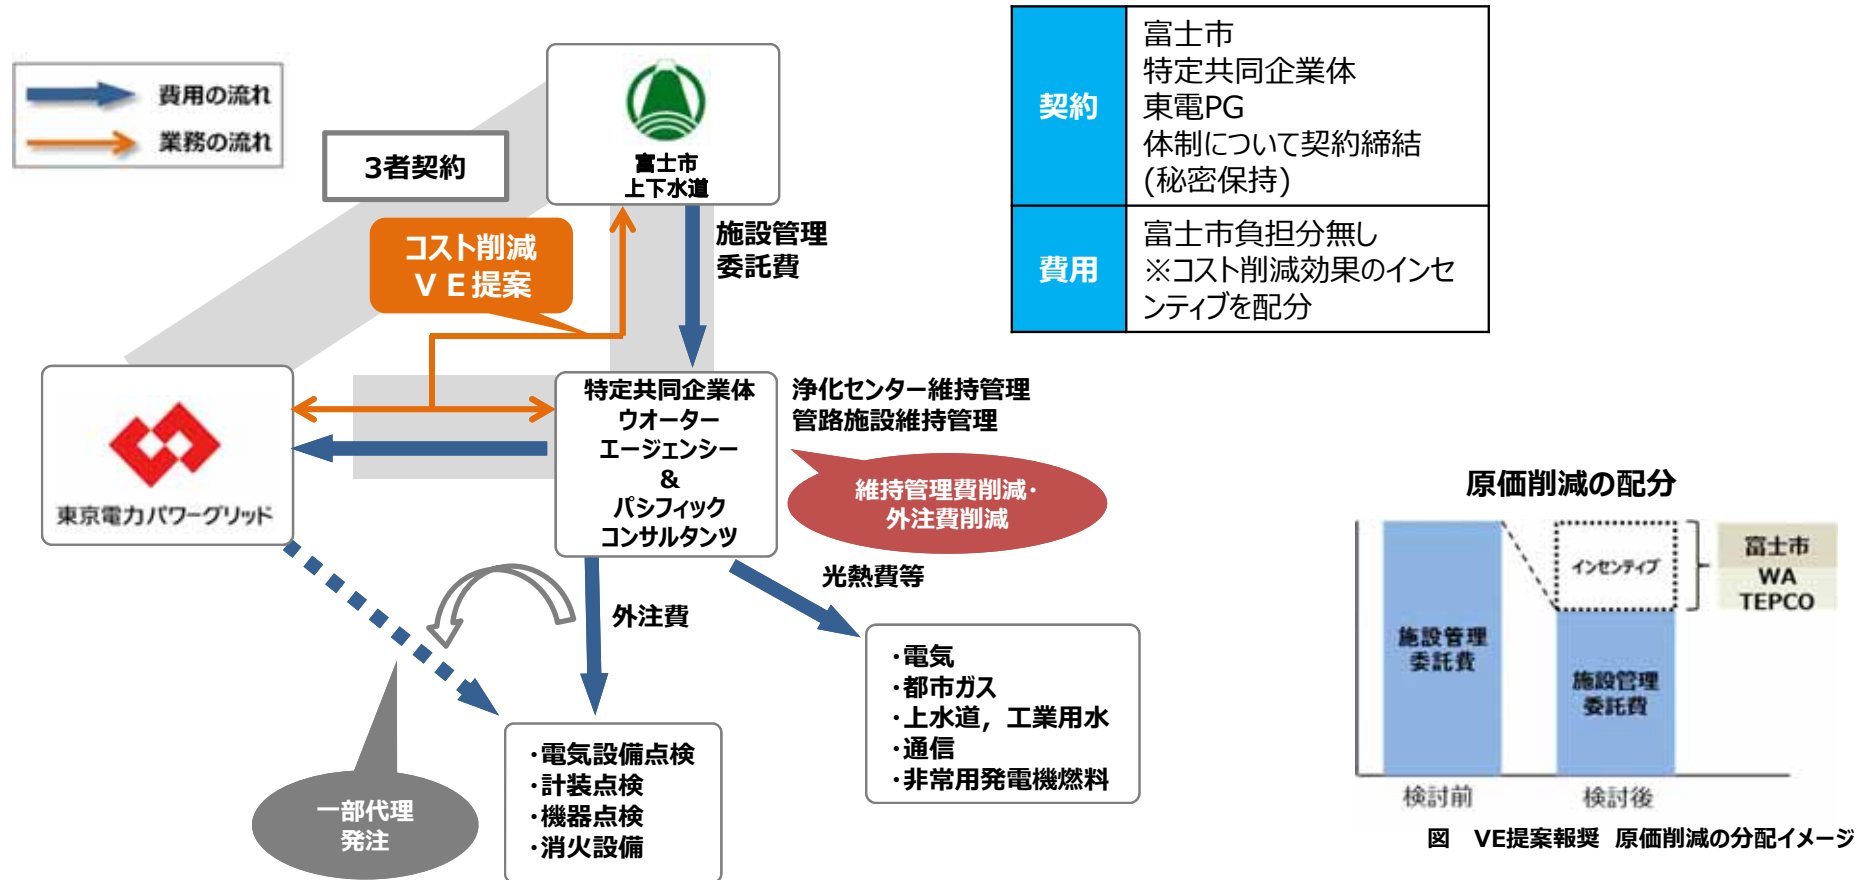 費用の流れ
業務の流れ
3者契約
富士市
上下水道
コスト削減
ＶＥ提案
施設管理
委託費
契約
富士市
特定共同企業体
東電PG
体制について契約締結
(秘密保持)
費用
富士市負担分無し
※コスト削減効果のインセ
ンティブを配分
東京電力パワーグリッド
特定共同企業体
ウオーター
エージェンシー
&
パシフィック
コンサルタンツ
浄化センター維持管理
管路施設維持管理
維持管理費削減・
外注費削減
外注費
光熱費等
一部代理
発注
・電気設備点検
・計装点検
・機器点検
・消火設備
・電気
・都市ガス
・上水道，工業用水
・通信
・非常用発電機燃料
原価削減の配分
施設管理
委託費
インセンティブ
施設管理
委託費
富士市
WA
TEPCO
検討前
検討後
図　VE提案報奨 原価削減の分配イメージ